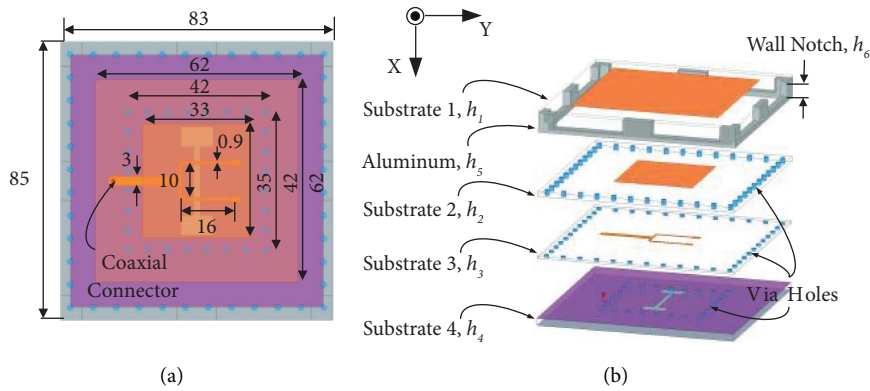 83
85
62
42
33
0.9
3
10
35
42
62
16
Coaxial
Connector
(a)
Y
X
Wall Notch, h6
Substrate 1, h1
Aluminum, h5
Substrate 2, h2
Substrate 3, h3
Via Holes
Substrate 4, h4
(b)